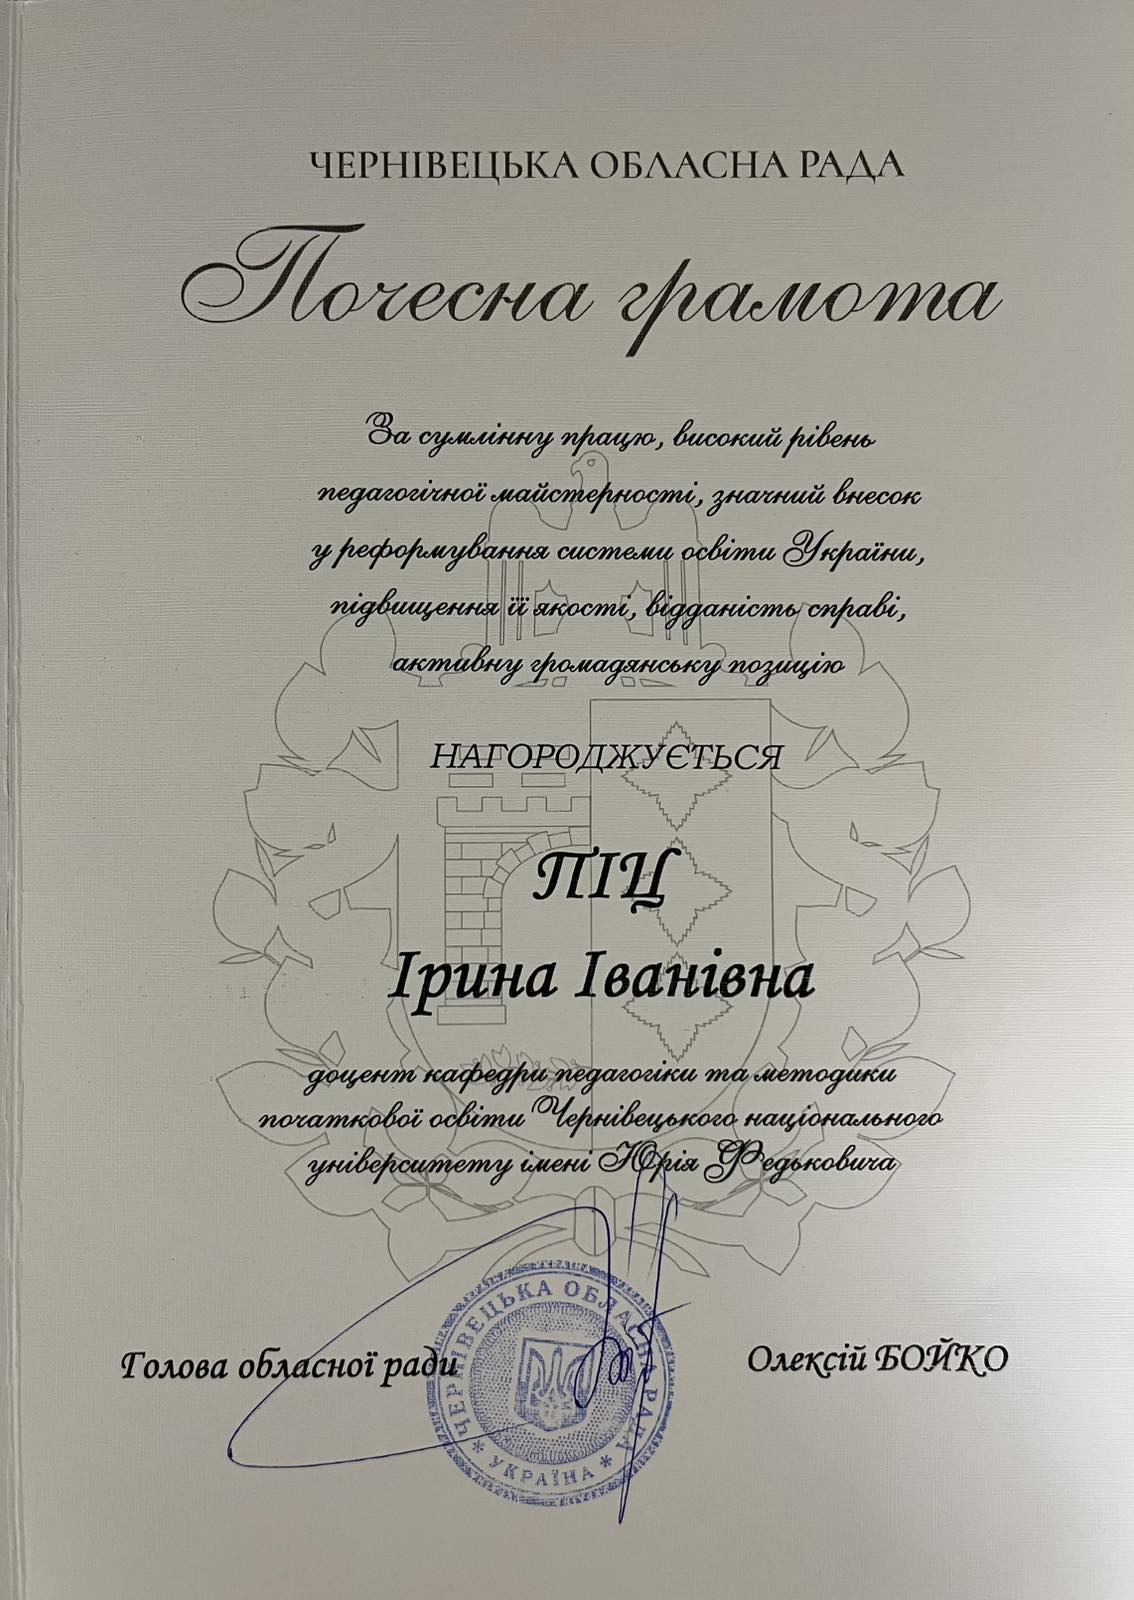 ЧЕРНІВЕЦЬКА ОБЛАСНА РАДА
Почесна грамота
За сумлінну працю, високий рівень
педагогічної майстерності, значний внесок
у реформування системи освіти України,
підвищення її якості, відданість справі,
активну громадянську позицію
НАГОРОДЖУЄТЬСЯ
ПІЦ
Ірина Іванівна
доцент кафедри педагогіки та методики
початкової освіти Чернівецького національного
університету імені Юрія Федьковича
Голова обласної ради
Олексій БОЙКО
ЧЕРНІВЕЦЬКА ОБЛАСНА РАДА
* УКРАЇНА *